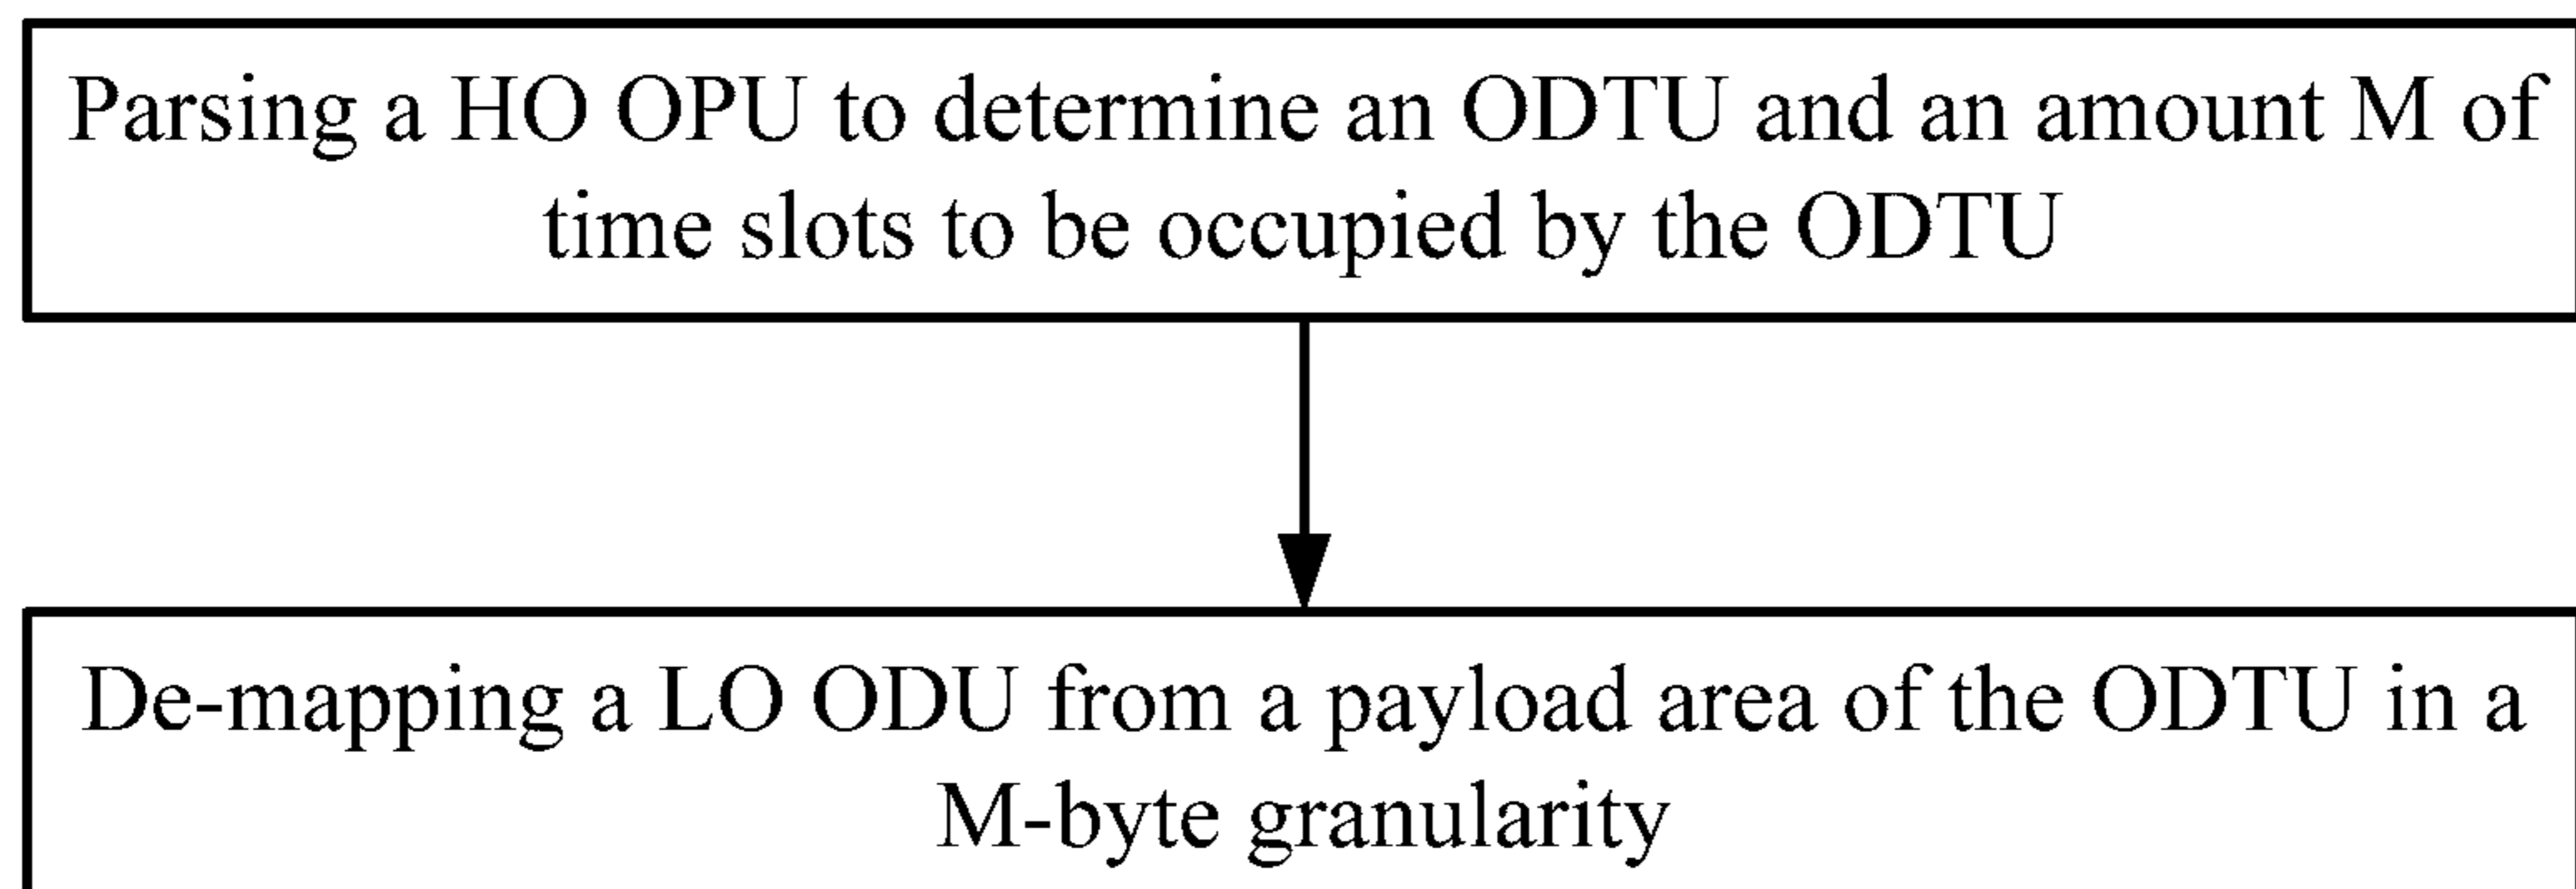 Parsing a HO OPU to determine an ODTU and an amount M of
time slots to be occupied by the ODTU
De-mapping a LO ODU from a payload area of the ODTU in a
M-byte granularity